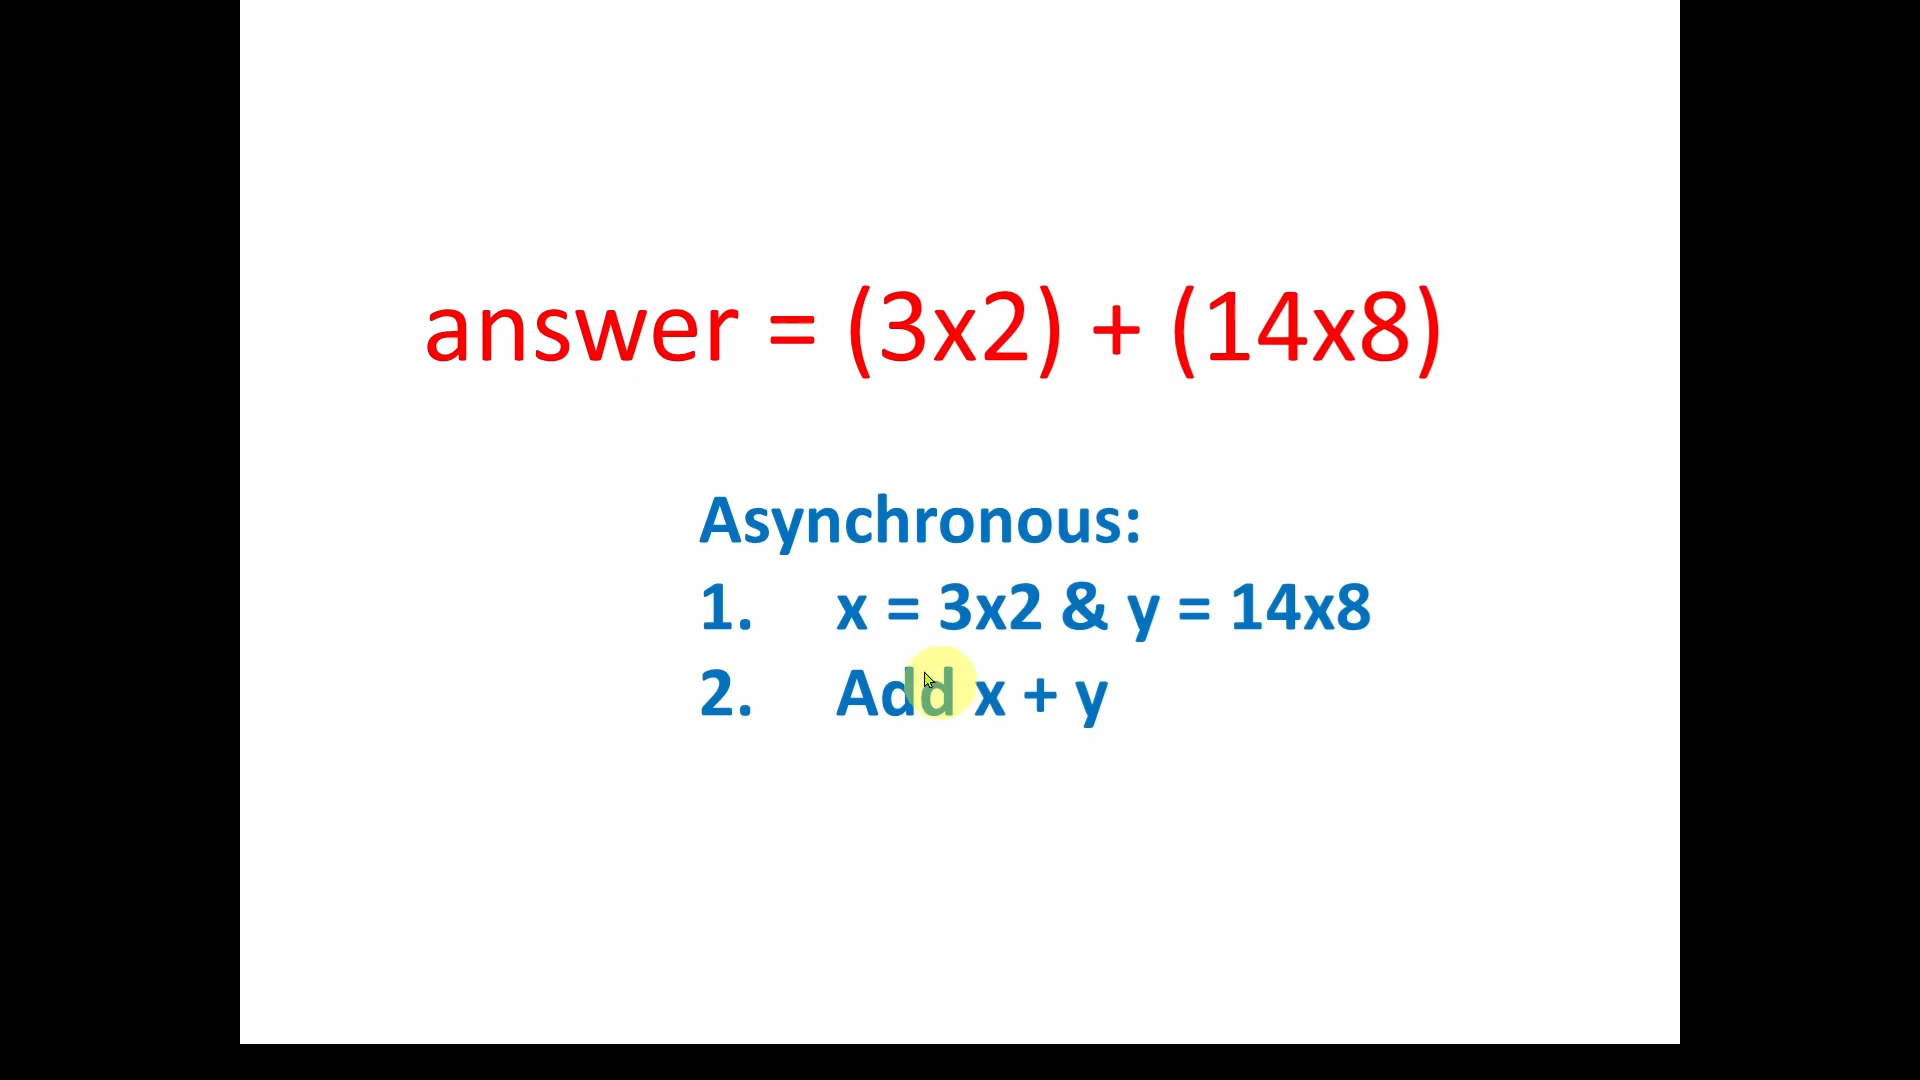 answer = (3x2) + (14x8)
Asynchronous:
1. x = 3x2 & y = 14x8
2. Add x + y